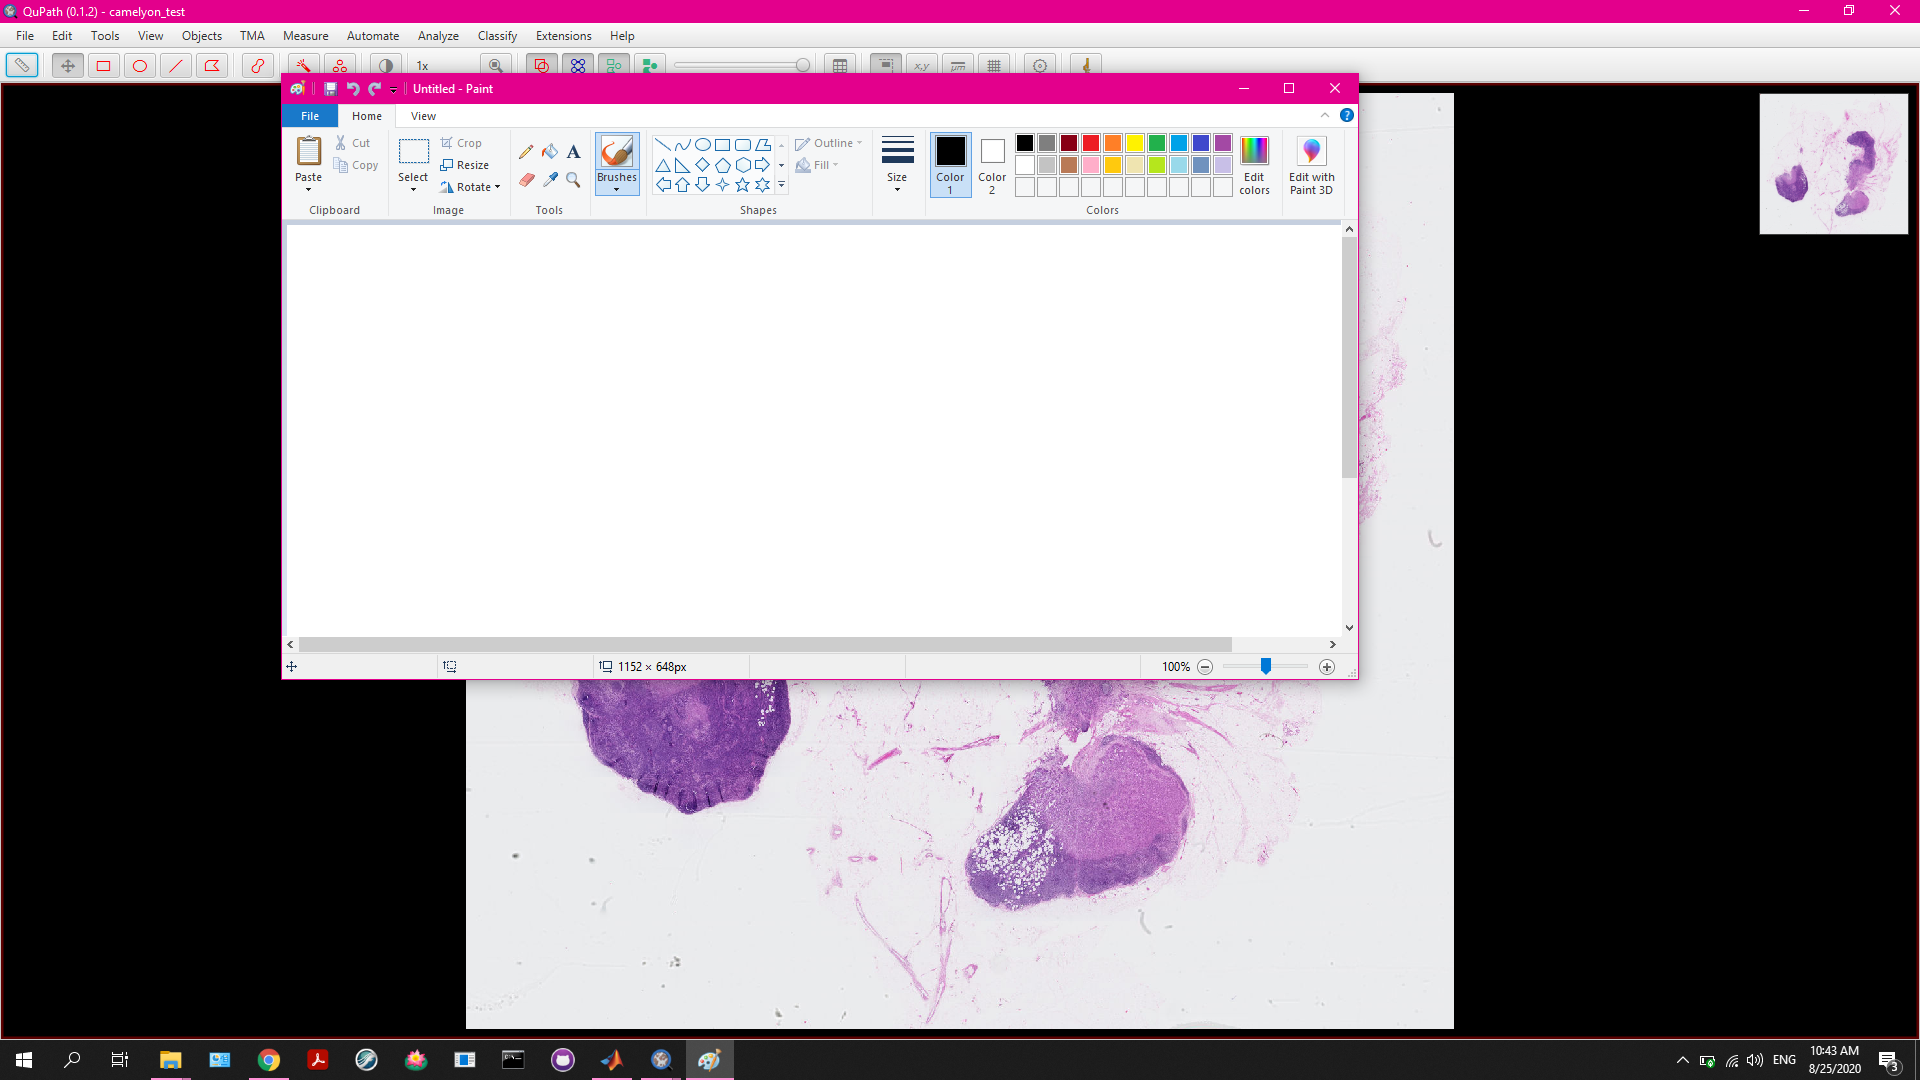 QuPath (0.1.2) - camelyon_test
File Edit Tools View Objects TMA Measure Automate Analyze Classify Extensions Help
1x x,y μm
Untitled - Paint
File Home View
Paste Cut Copy Clipboard
Select Crop Resize Rotate Image
A Tools
Brushes
Outline Fill Shapes
Size
Color 1 Color 2 Edit colors Colors
Edit with Paint 3D
1152 × 648px 100%
ENG 10:43 AM
8/25/2020 3